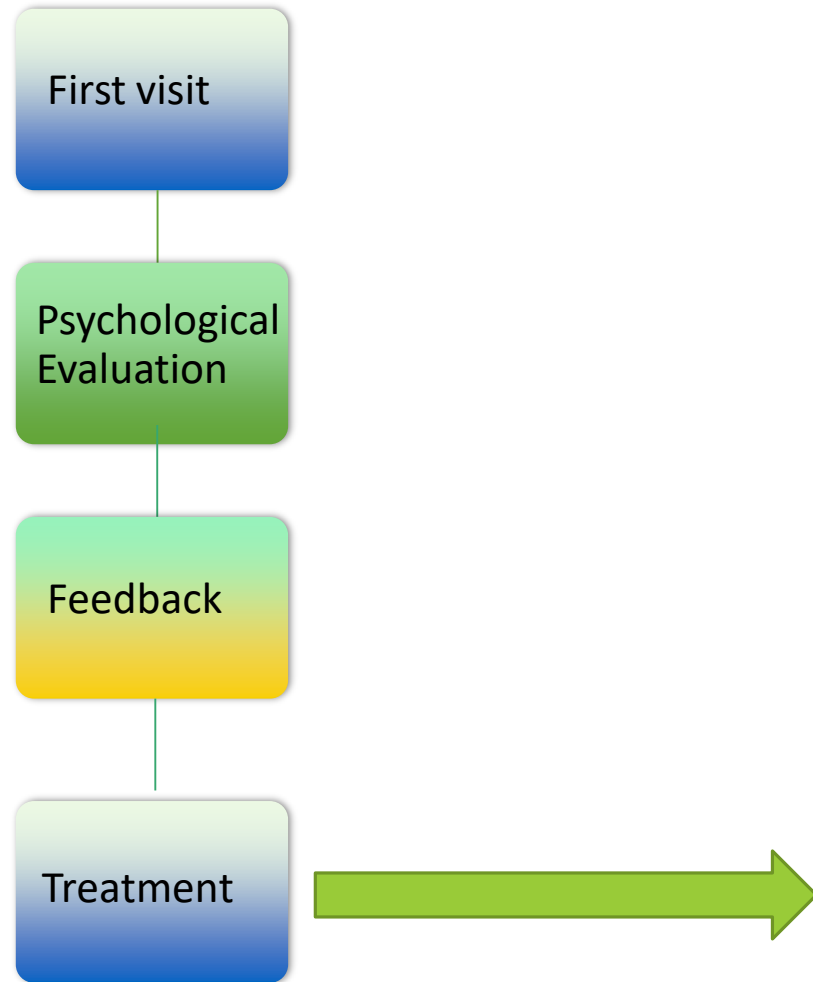 First visit
Psychological
Evaluation
Feedback
Treatment